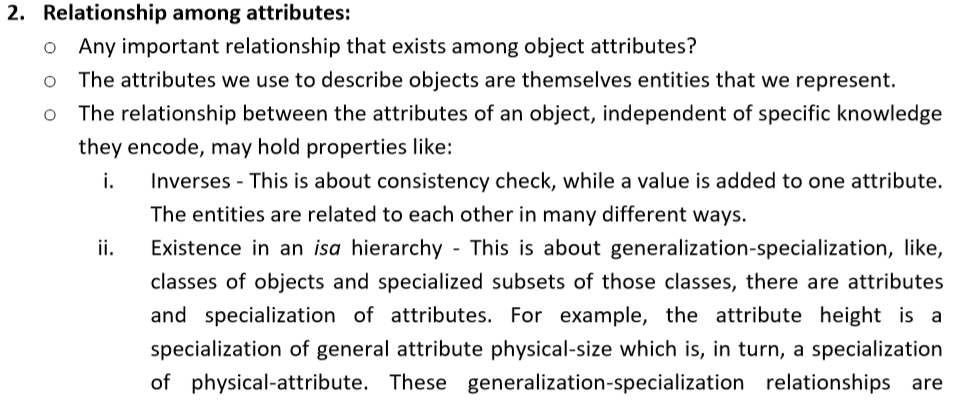 2. Relationship among attributes:
○ Any important relationship that exists among object attributes?
○ The attributes we use to describe objects are themselves entities that we represent.
○ The relationship between the attributes of an object, independent of specific knowledge
they encode, may hold properties like:
i. Inverses - This is about consistency check, while a value is added to one attribute.
The entities are related to each other in many different ways.
ii. Existence in an isa hierarchy - This is about generalization-specialization, like,
classes of objects and specialized subsets of those classes, there are attributes
and specialization of attributes. For example, the attribute height is a
specialization of general attribute physical-size which is, in turn, a specialization
of physical-attribute. These generalization-specialization relationships are